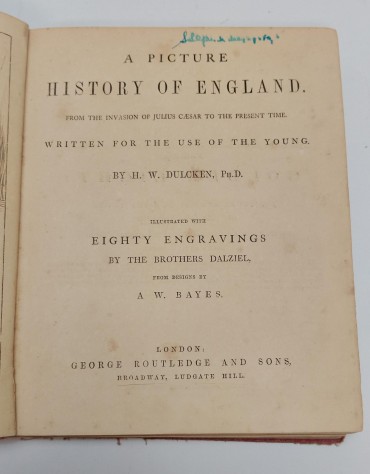 A PICTURE
HISTORY OF ENGLAND.
FROM THE INVASION OF JULIUS CÆSAR TO THE PRESENT TIME.
WRITTEN FOR THE USE OF THE YOUNG.
BY H. W. DULCKEN, PH.D.
ILLUSTRATED WITH
EIGHTY ENGRAVINGS
BY THE BROTHERS DALZIEL,
FROM DESIGNS BY
A W. BAYES.
LONDON:
GEORGE ROUTLEDGE AND SONS,
BROADWAY, LUDGATE HILL.